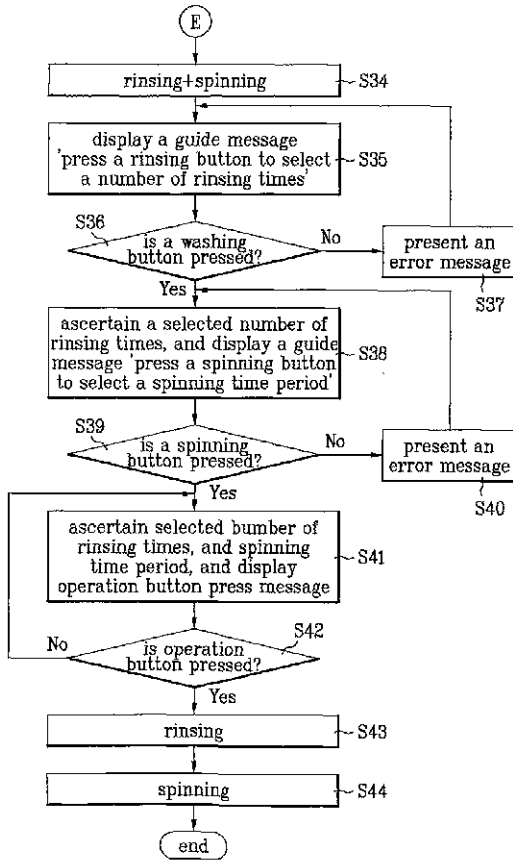 E
rinsing+spinning
S34
display a guide message
'press a rinsing button to select
a number of rinsing times'
S35
S36
is a washing
button pressed?
No
present an
error message
S37
Yes
ascertain a selected number of
rinsing times, and display a guide
message 'press a spinning button
to select a spinning time period'
S38
S39
is a spinning
button pressed?
No
present an
error message
S40
Yes
ascertain selected bumber of
rinsing times, and spinning
time period, and display
operation button press message
S41
S42
No
is operation
button pressed?
Yes
rinsing
S43
spinning
S44
end